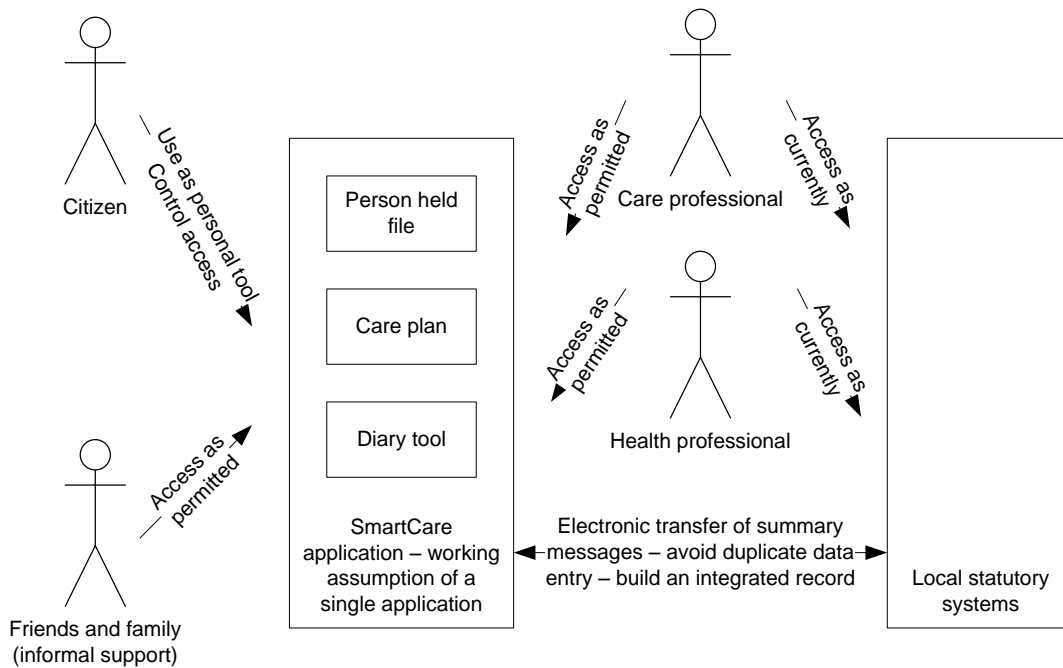 Citizen
Use as personal tool
Control access
Friends and family
(informal support)
Access as
permitted
Person held
file
Care plan
Diary tool
SmartCare
application – working
assumption of a
single application
Care professional
Access as
permitted
Access as
currently
Health professional
Access as
permitted
Access as
currently
Electronic transfer of summary
messages – avoid duplicate data
entry – build an integrated record
Local statutory
systems